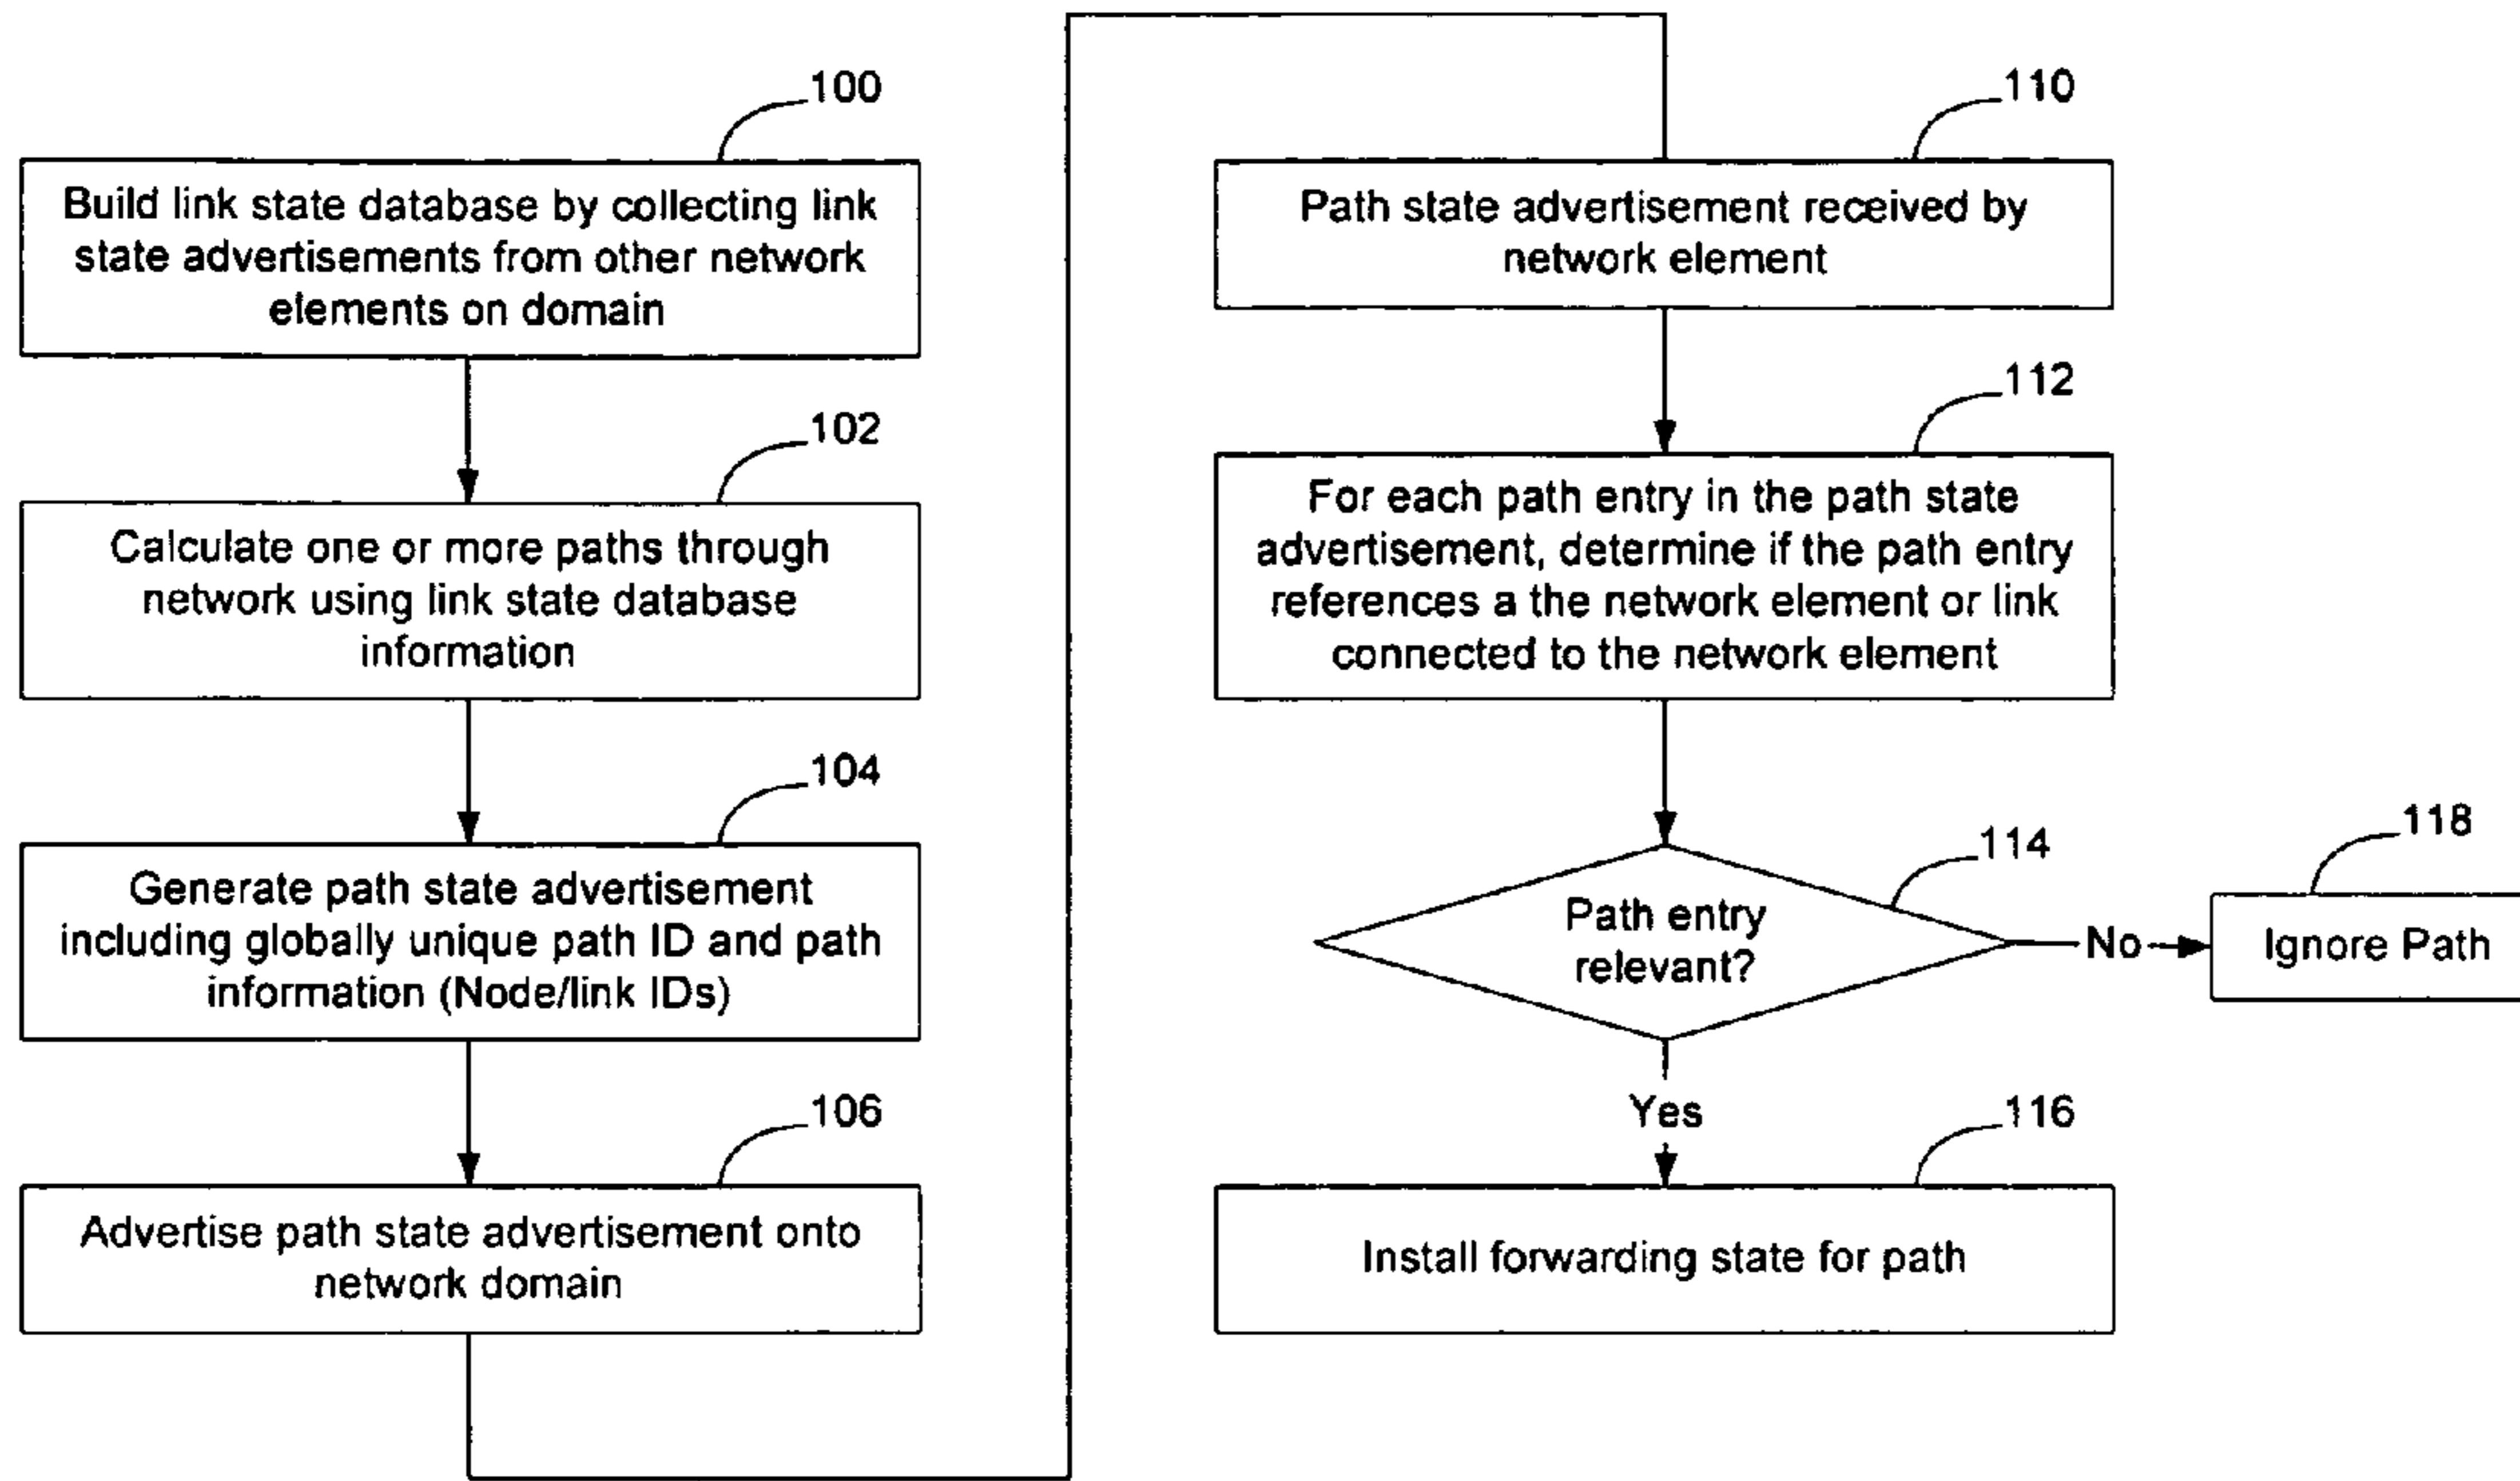 100
Build link state database by collecting link
state advertisements from other network
elements on domain
102
Calculate one or more paths through
network using link state database
information
104
Generate path state advertisement
including globally unique path ID and path
information (Node/link IDs)
106
Advertise path state advertisement onto
network domain
110
Path state advertisement received by
network element
112
For each path entry in the path state
advertisement, determine if the path entry
references a the network element or link
connected to the network element
114
Path entry
relevant?
No
118
Ignore Path
Yes
116
Install forwarding state for path